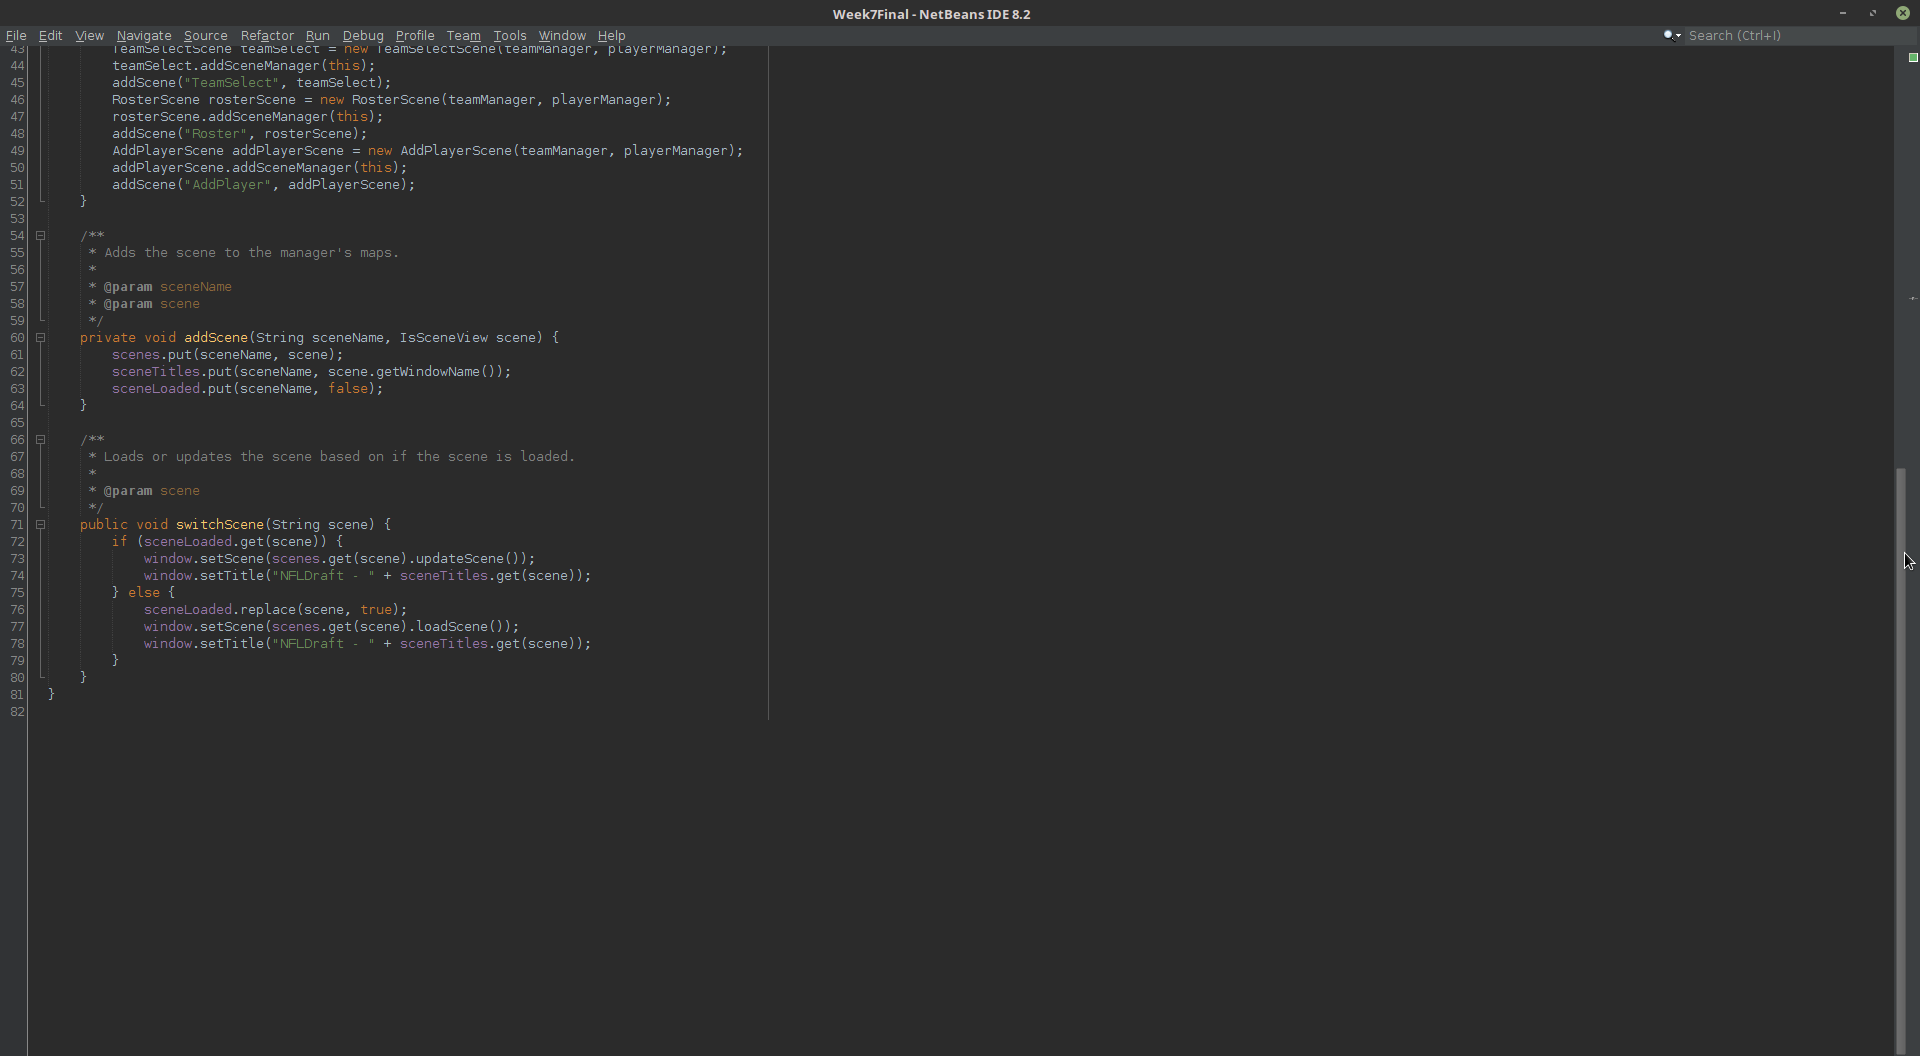 Week7Final - NetBeans IDE 8.2
File Edit View Navigate Source Refactor Run Debug Profile Team Tools Window Help Search (Ctrl+I)
43 TeamSelectScene teamSelect = new TeamSelectScene(teamManager, playerManager);
44 teamSelect.addSceneManager(this);
45 addScene("TeamSelect", teamSelect);
46 RosterScene rosterScene = new RosterScene(teamManager, playerManager);
47 rosterScene.addSceneManager(this);
48 addScene("Roster", rosterScene);
49 AddPlayerScene addPlayerScene = new AddPlayerScene(teamManager, playerManager);
50 addPlayerScene.addSceneManager(this);
51 addScene("AddPlayer", addPlayerScene);
52 }
53
54 /**
55 * Adds the scene to the manager's maps.
56 *
57 * @param sceneName
58 * @param scene
59 */
60 private void addScene(String sceneName, IsSceneView scene) {
61 scenes.put(sceneName, scene);
62 sceneTitles.put(sceneName, scene.getWindowName());
63 sceneLoaded.put(sceneName, false);
64 }
65
66 /**
67 * Loads or updates the scene based on if the scene is loaded.
68 *
69 * @param scene
70 */
71 public void switchScene(String scene) {
72 if (sceneLoaded.get(scene)) {
73 window.setScene(scenes.get(scene).updateScene());
74 window.setTitle("NFLDraft - " + sceneTitles.get(scene));
75 } else {
76 sceneLoaded.replace(scene, true);
77 window.setScene(scenes.get(scene).loadScene());
78 window.setTitle("NFLDraft - " + sceneTitles.get(scene));
79 }
80 }
81 }
82